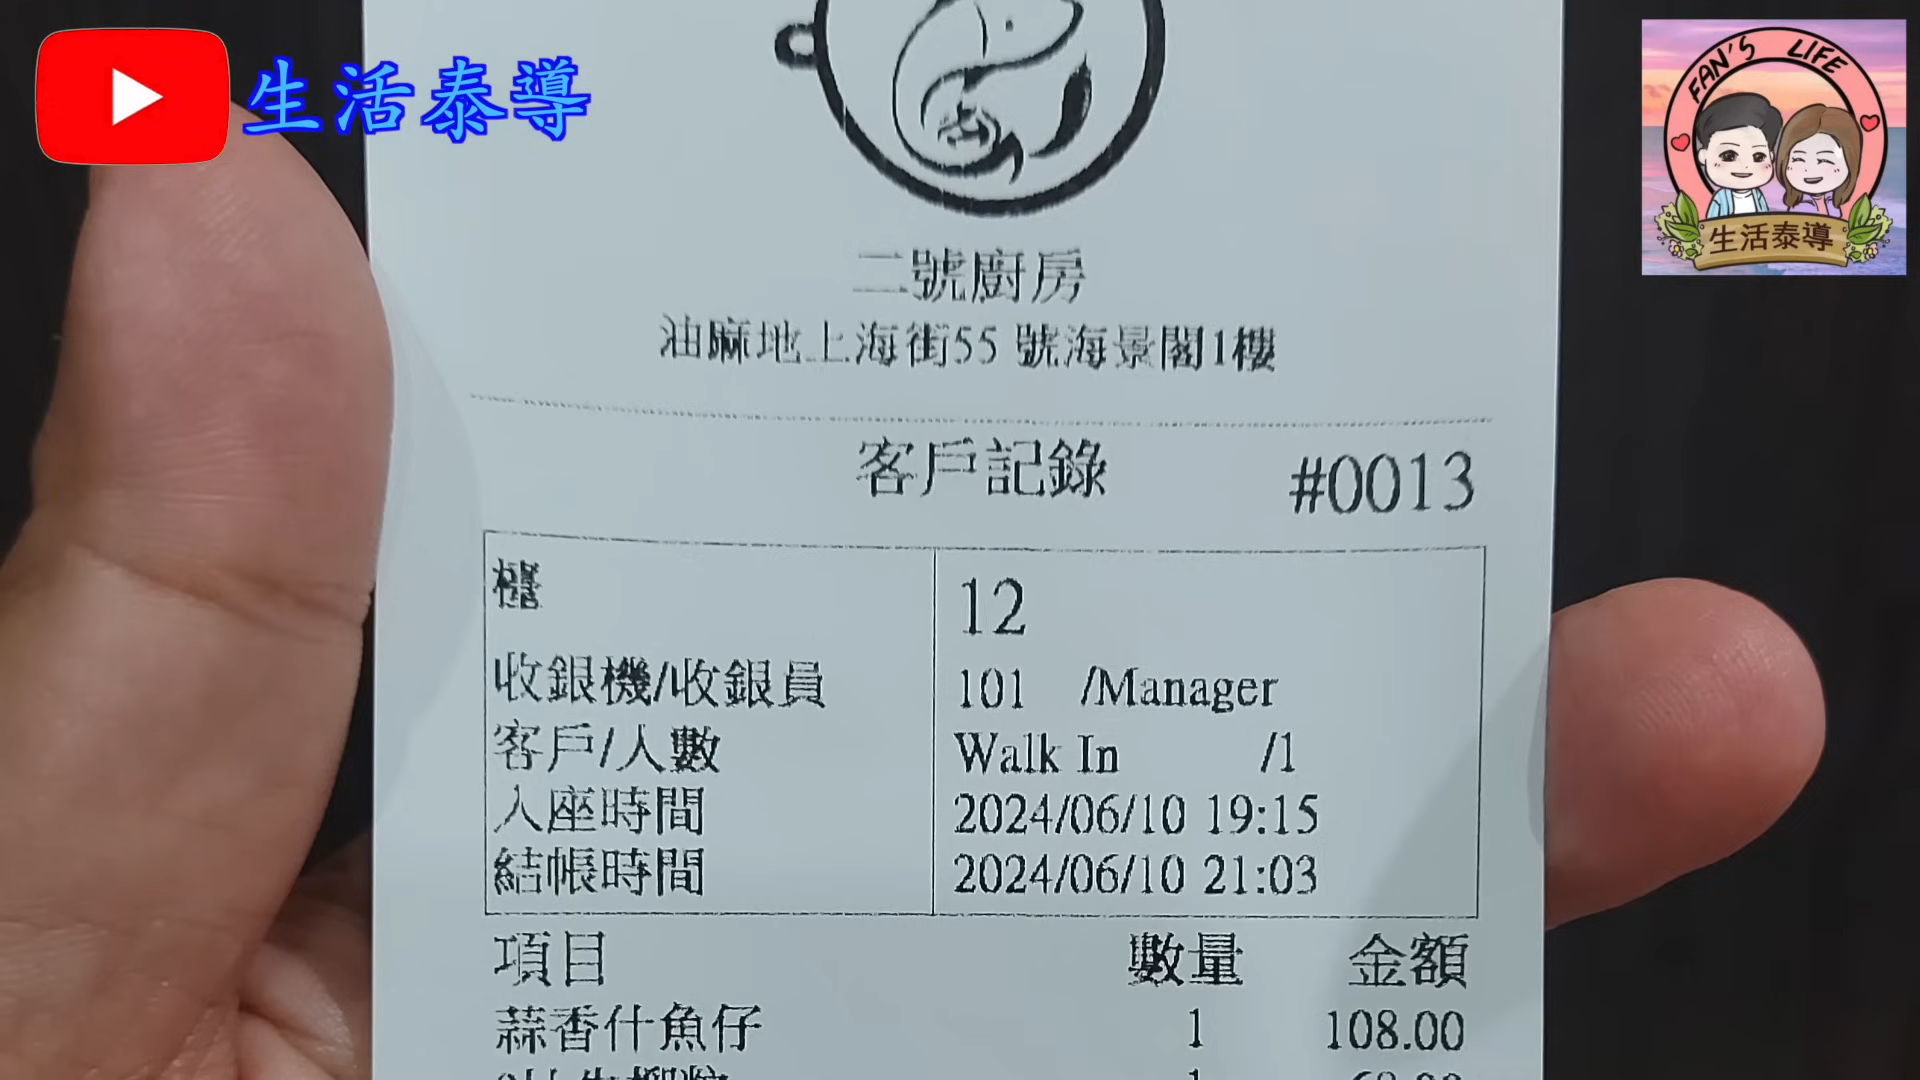 生活泰導
FAN'S LIFE
生活泰導
二號廚房
油麻地上海街55 號海景閣1樓
客戶記錄 #0013
檯 12
收銀機/收銀員 101 /Manager
客戶/人數 Walk In /1
入座時間 2024/06/10 19:15
結帳時間 2024/06/10 21:03
項目 數量 金額
蒜香什魚仔 1 108.00